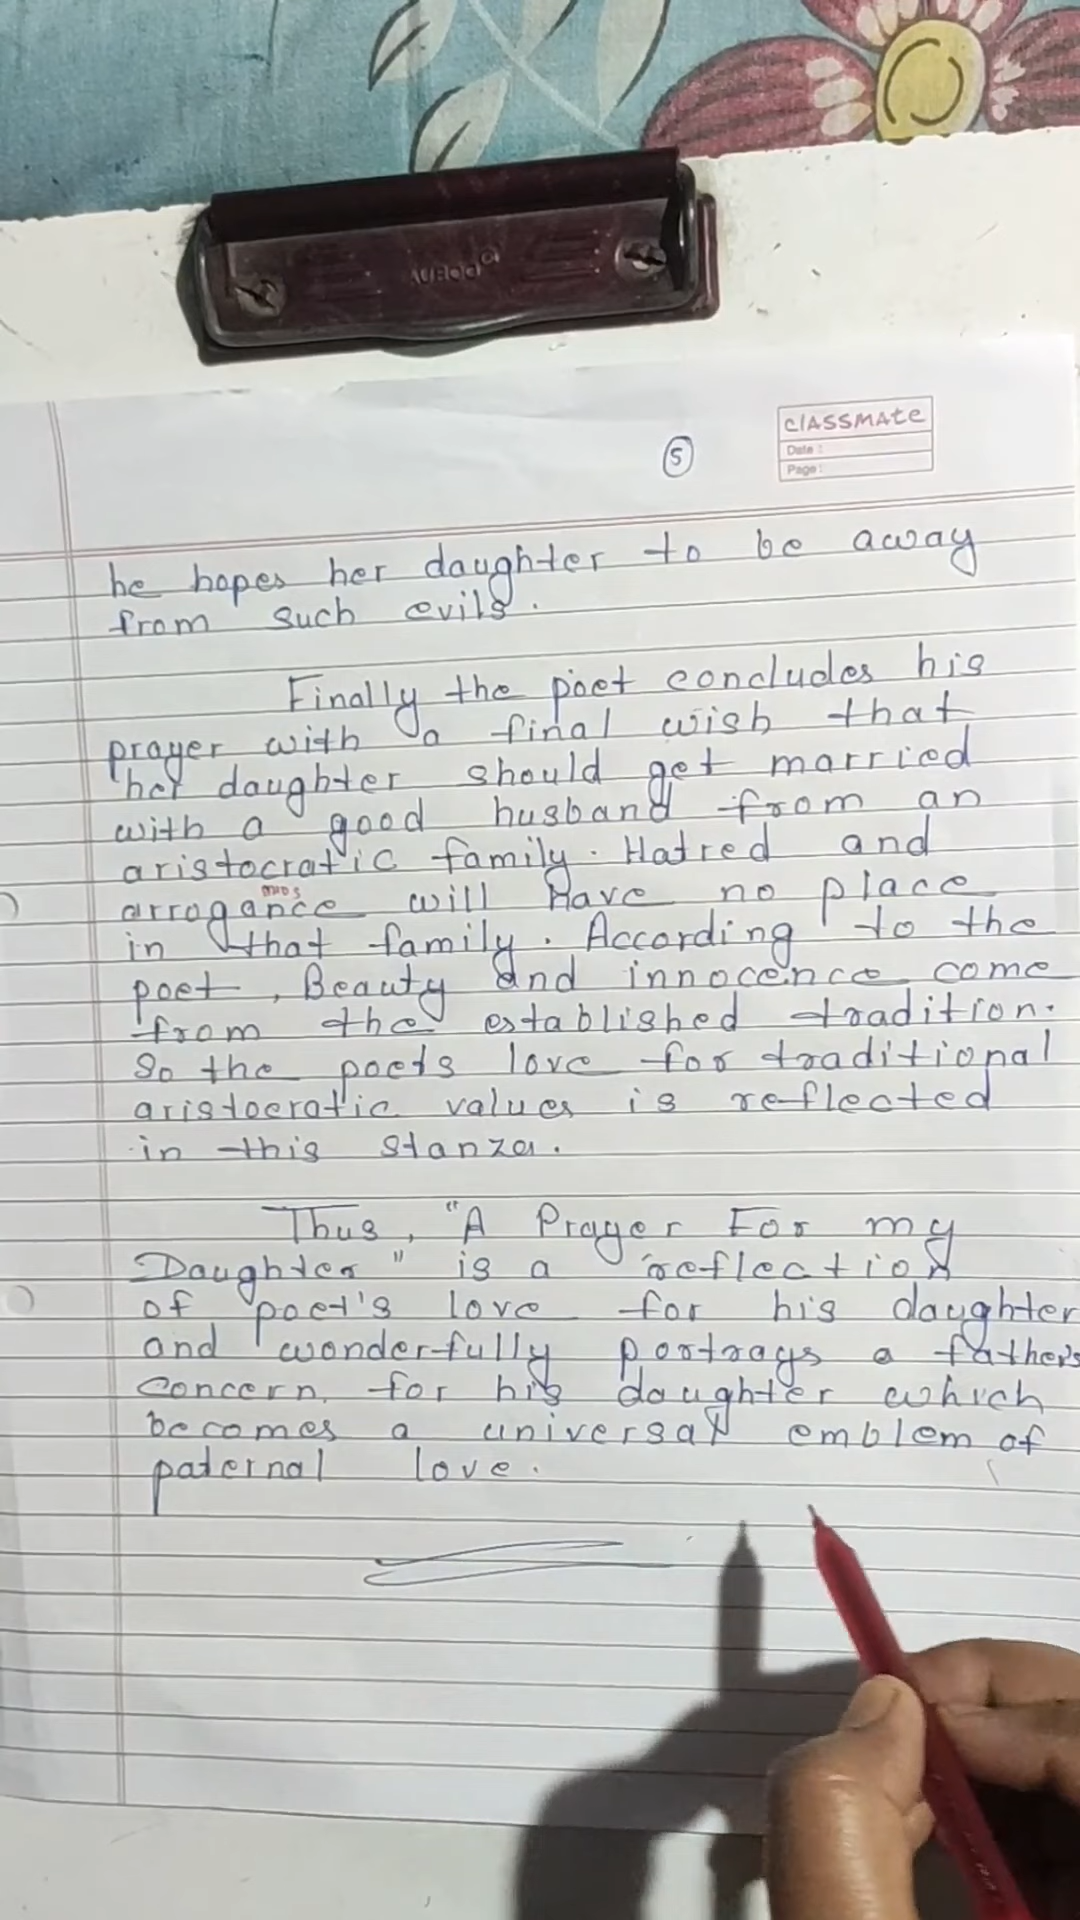 AUROCO
CLASSMATE
5
Date :
Page :
he hopes her daughter to be away
from such evils.
Finally the poet concludes his
prayer with a final wish that
her daughter should get married
with a good husband from an
aristocratic family. Hatred and
arrogance will have no place
in that family. According to the
poet, Beauty and innocence come
from the established tradition.
So the poets love for traditional
aristocratic values is reflected
in this stanza.
Thus, "A Prayer For my
Daughter" is a reflection
of poet's love for his daughter
and wonderfully portrays a father's
concern for his daughter which
becomes a universal emblem of
paternal love.